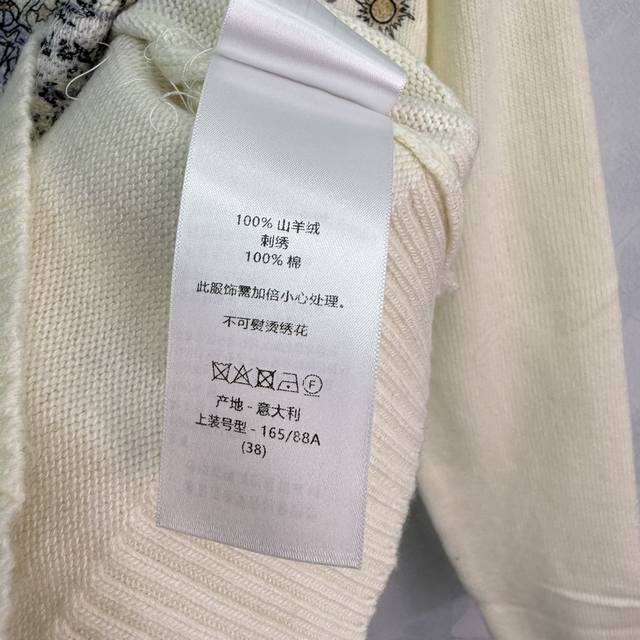 100% 山羊绒
刺绣
100% 棉
此服饰需加倍小心处理。
不可熨烫绣花
F
产地 - 意大利
上装号型 - 165/88A
(38)